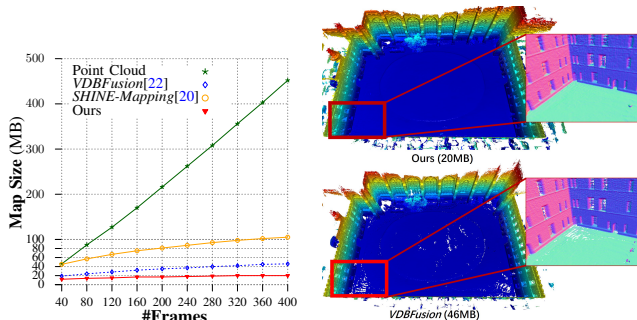 500
400
300
200
100
80
60
40
20
0
Map Size (MB)
Point Cloud
VDBFusion[22]
SHINE-Mapping[20]
Ours
40 80 120 160 200 240 280 320 360 400
#Frames
Ours (20MB)
VDBFusion (46MB)